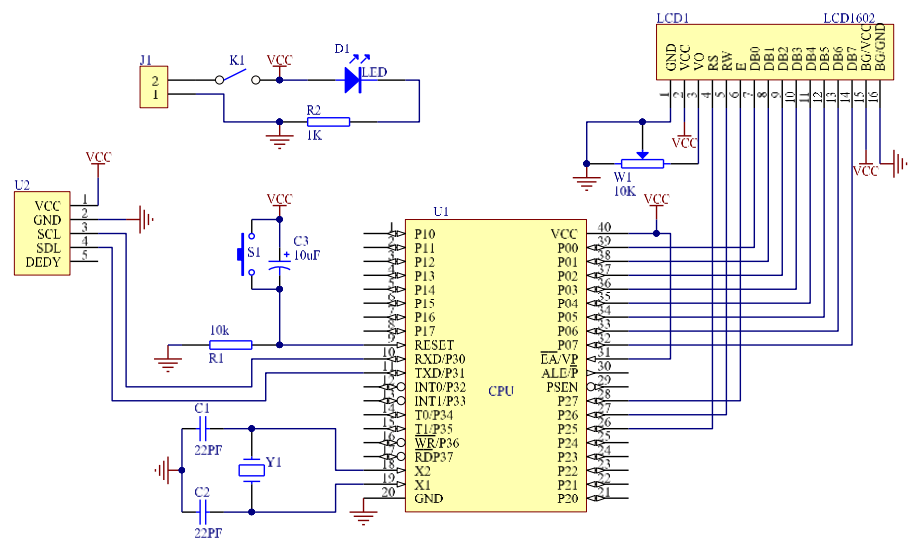 LCD1
LCD1602
GND
VCC
VO
RS
RW
E
DB0
DB1
DB2
DB3
DB4
DB5
DB6
DB7
BG/VCC
BG/GND
1
2
3
4
5
6
7
8
9
10
11
12
13
14
15
16
VCC
VCC
W1
10K
J1
2
1
K1
VCC
D1
LED
R2
1K
VCC
U2
VCC 1
GND 2
SCL 3
SDL 4
DEDY 5
VCC
S1
C3
+
10uF
10k
R1
C1
22PF
Y1
C2
22PF
U1
CPU
1 P10
2 P11
3 P12
4 P13
5 P14
6 P15
7 P16
8 P17
9 RESET
10 RXD/P30
11 TXD/P31
12 INT0/P32
13 INT1/P33
14 T0/P34
15 T1/P35
16 WR/P36
17 RDP37
18 X2
19 X1
20 GND
VCC
VCC 40
P00 39
P01 38
P02 37
P03 36
P04 35
P05 34
P06 33
P07 32
EA/VP 31
ALE/P 30
PSEN 29
P27 28
P26 27
P25 26
P24 25
P23 24
P22 23
P21 22
P20 21